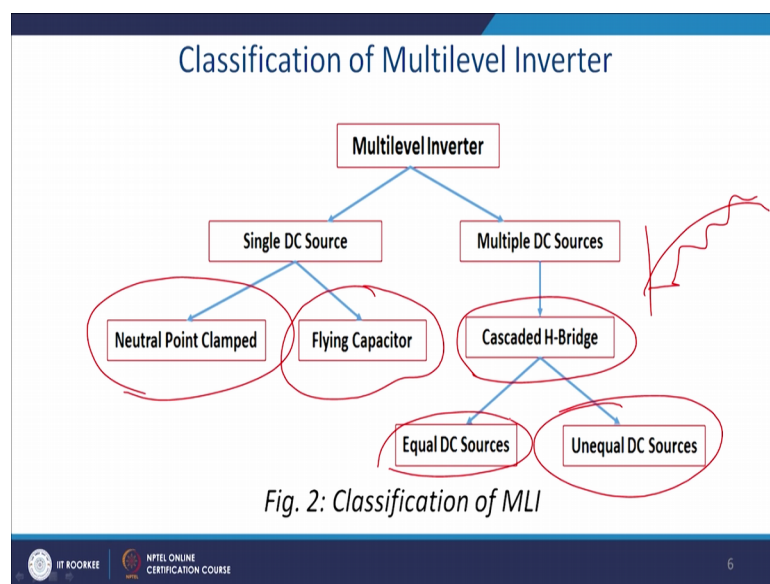 Classification of Multilevel Inverter
Multilevel Inverter
Single DC Source
Multiple DC Sources
Neutral Point Clamped
Flying Capacitor
Cascaded H-Bridge
Equal DC Sources
Unequal DC Sources
Fig. 2: Classification of MLI
IIT ROORKEE
NPTEL
NPTEL ONLINE
CERTIFICATION COURSE
6